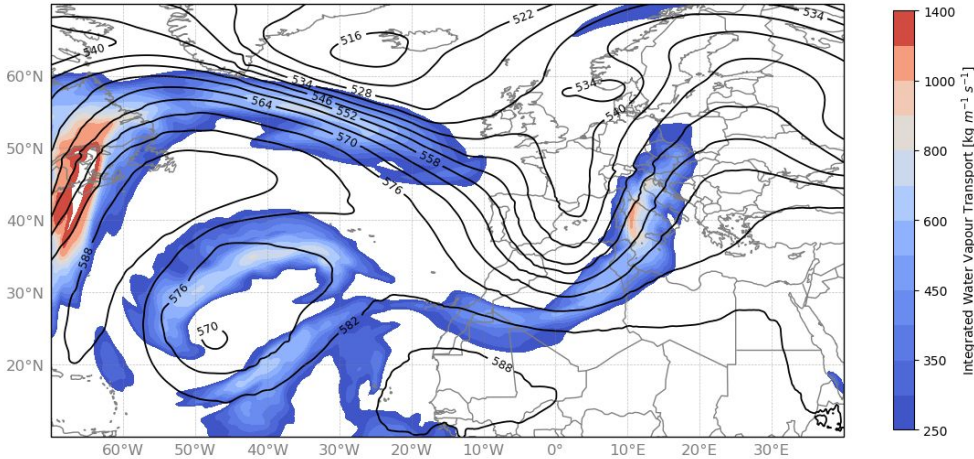 522
534
516
540
60°N
534
528
534
546
552
564
540
50°N
570
558
576
40°N
588
30°N
576
582
570
20°N
588
60°W
50°W
40°W
30°W
20°W
10°W
0°
10°E
20°E
30°E
1400
1000
800
600
450
350
250
Integrated Water Vapour Transport [kg m⁻¹ s⁻¹]